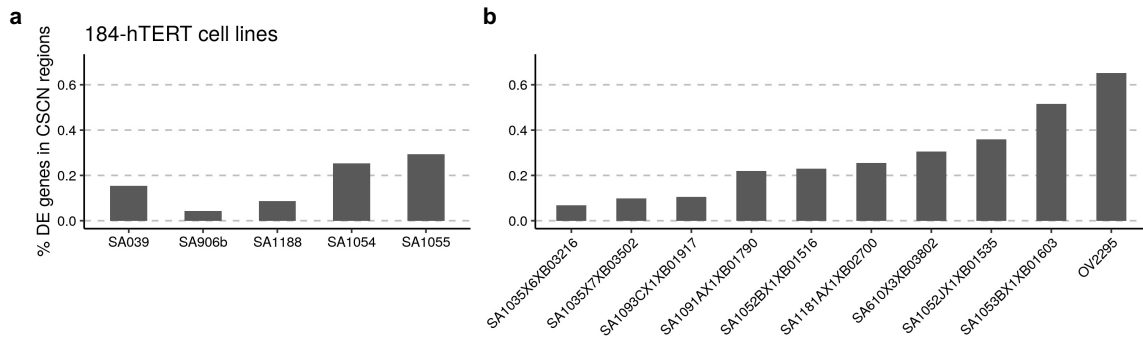 a
184-hTERT cell lines
% DE genes in CSCN regions
0.6
0.4
0.2
0.0
SA039 SA906b SA1188 SA1054 SA1055
b
0.6
0.4
0.2
0.0
SA1035X6XB03216
SA1035X7XB03502
SA1093CX1XB01917
SA1091AX1XB01790
SA1052BX1XB01516
SA1181AX1XB02700
SA610X3XB03802
SA1052JX1XB01535
SA1053BX1XB01603
OV2295